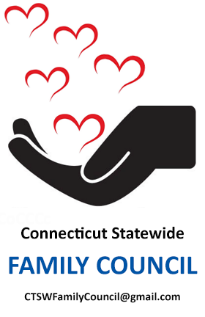 Connecticut Statewide
FAMILY COUNCIL
CTSWFamilyCouncil@gmail.com